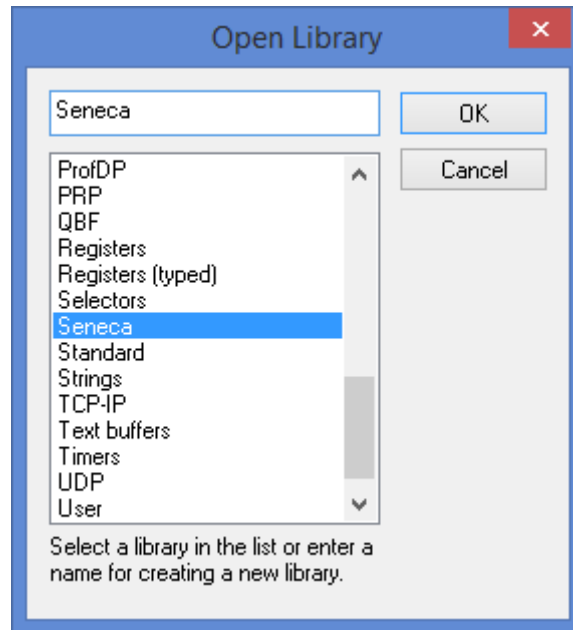 Open Library
Seneca
OK
Cancel
ProfDP
PRP
QBF
Registers
Registers (typed)
Selectors
Seneca
Standard
Strings
TCP-IP
Text buffers
Timers
UDP
User
Select a library in the list or enter a
name for creating a new library.